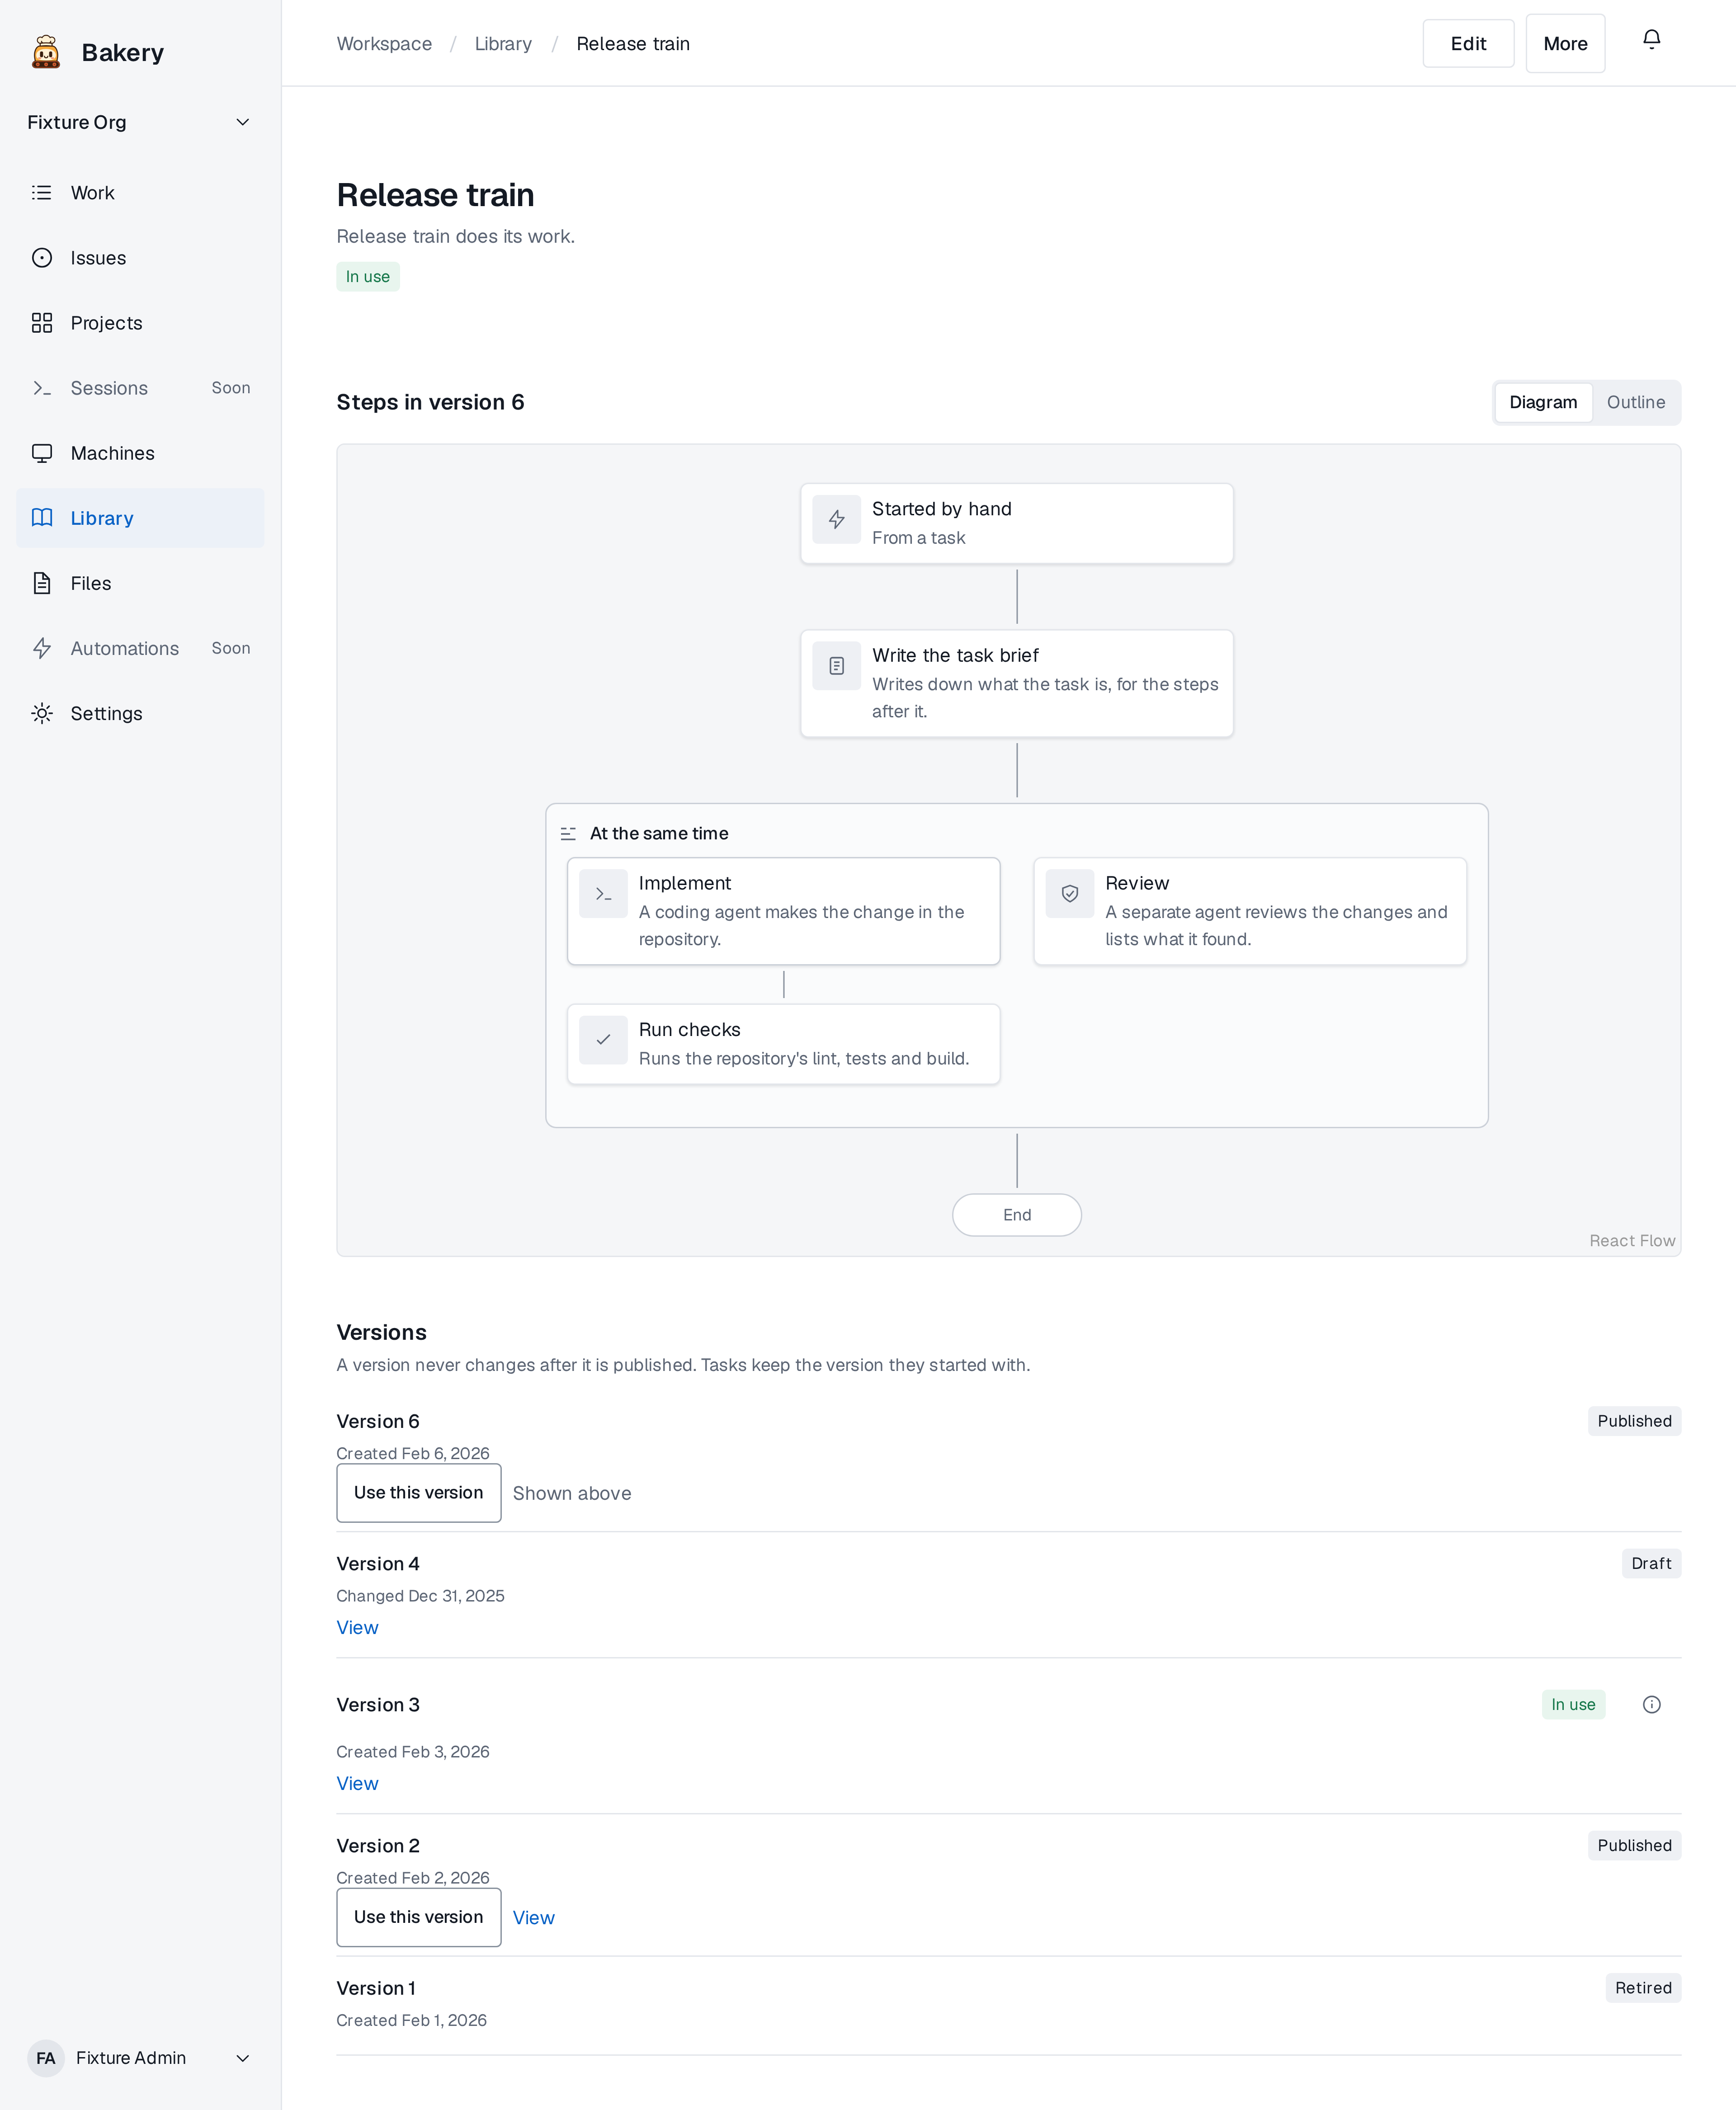 Bakery
Fixture Org
Work
Issues
Projects
Sessions Soon
Machines
Library
Files
Automations Soon
Settings
FA Fixture Admin
Workspace / Library / Release train
Edit
More
Release train
Release train does its work.
In use
Steps in version 6
Diagram Outline
Started by hand
From a task
Write the task brief
Writes down what the task is, for the steps
after it.
At the same time
Implement
A coding agent makes the change in the
repository.
Review
A separate agent reviews the changes and
lists what it found.
Run checks
Runs the repository's lint, tests and build.
End
React Flow
Versions
A version never changes after it is published. Tasks keep the version they started with.
Version 6 Published
Created Feb 6, 2026
Use this version Shown above
Version 4 Draft
Changed Dec 31, 2025
View
Version 3 In use
Created Feb 3, 2026
View
Version 2 Published
Created Feb 2, 2026
Use this version View
Version 1 Retired
Created Feb 1, 2026